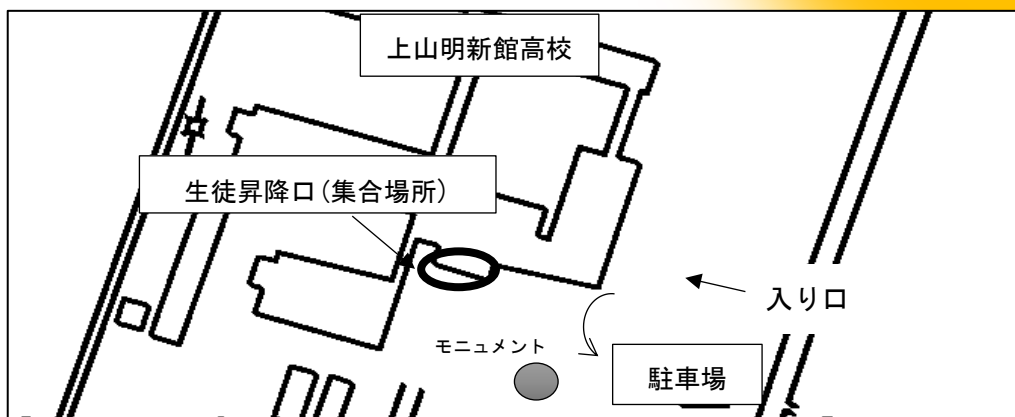 上山明新館高校
生徒昇降口(集合場所)
入り口
モニュメント
駐車場